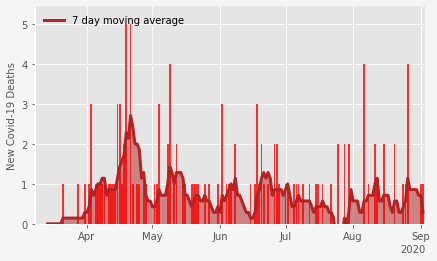 7 day moving average
New Covid-19 Deaths
5
4
3
2
1
0
Apr
May
Jun
Jul
Aug
Sep
2020